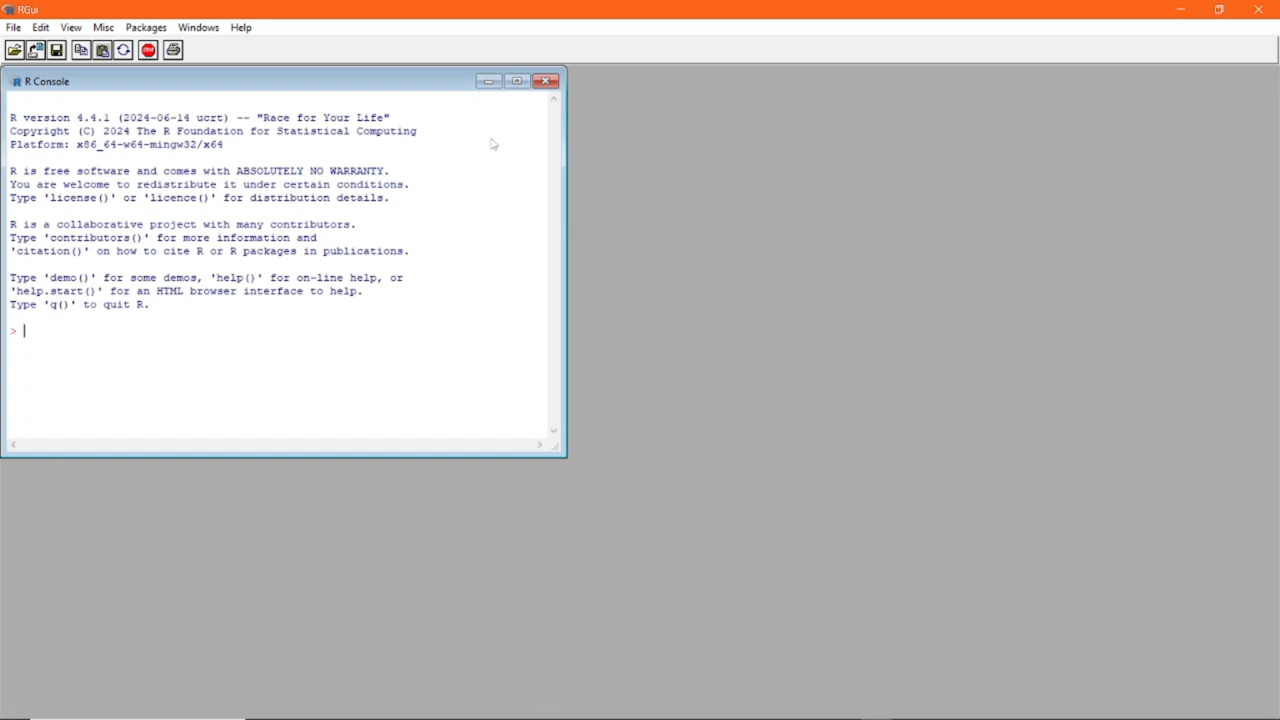 RGui
File Edit View Misc Packages Windows Help
STOP
R Console
R version 4.4.1 (2024-06-14 ucrt) -- "Race for Your Life"
Copyright (C) 2024 The R Foundation for Statistical Computing
Platform: x86_64-w64-mingw32/x64
R is free software and comes with ABSOLUTELY NO WARRANTY.
You are welcome to redistribute it under certain conditions.
Type 'license()' or 'licence()' for distribution details.
R is a collaborative project with many contributors.
Type 'contributors()' for more information and
'citation()' on how to cite R or R packages in publications.
Type 'demo()' for some demos, 'help()' for on-line help, or
'help.start()' for an HTML browser interface to help.
Type 'q()' to quit R.
>